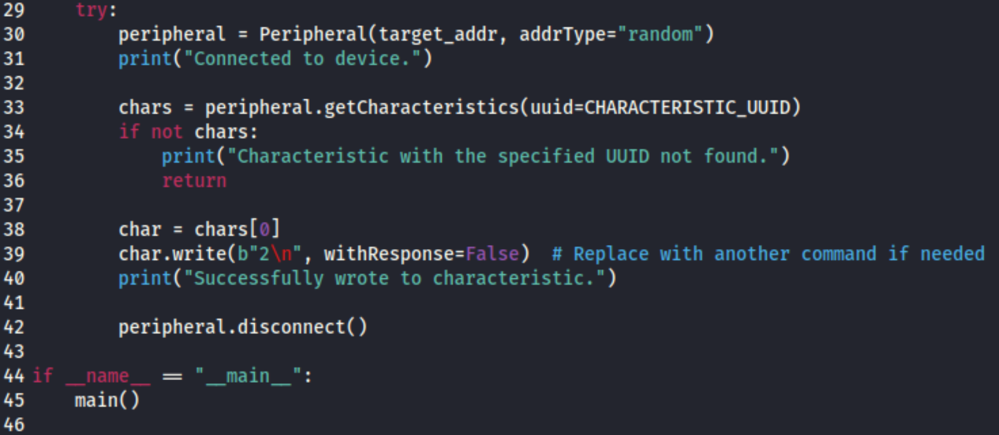 29     try:
30         peripheral = Peripheral(target_addr, addrType="random")
31         print("Connected to device.")
32
33         chars = peripheral.getCharacteristics(uuid=CHARACTERISTIC_UUID)
34         if not chars:
35             print("Characteristic with the specified UUID not found.")
36             return
37
38         char = chars[0]
39         char.write(b"2\n", withResponse=False)  # Replace with another command if needed
40         print("Successfully wrote to characteristic.")
41
42         peripheral.disconnect()
43
44 if __name__ == "__main__":
45     main()
46